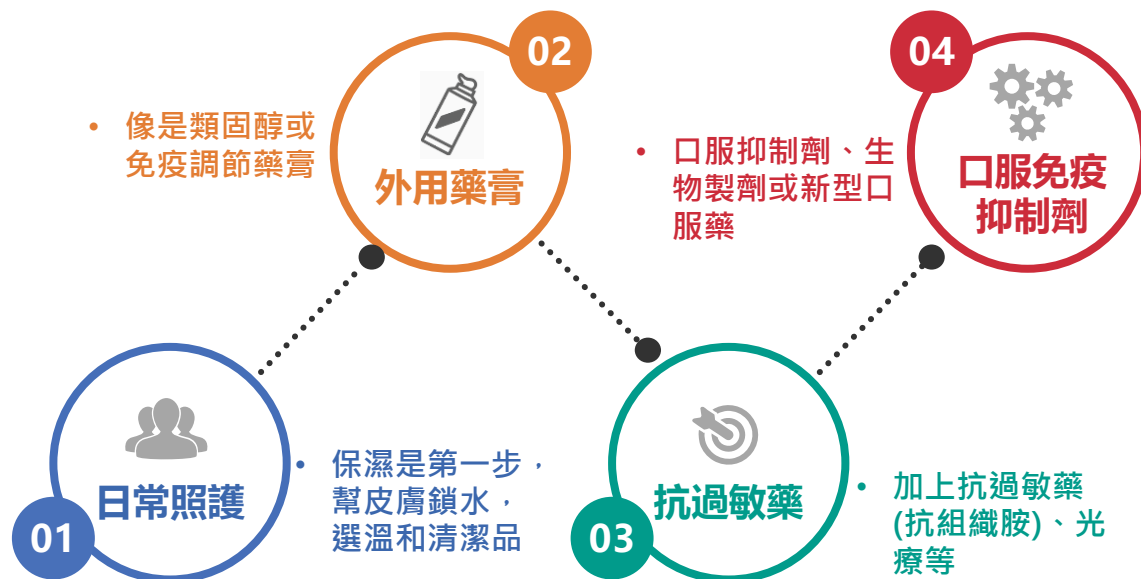 01
日常照護
• 保濕是第一步，
幫皮膚鎖水，
選溫和清潔品
02
外用藥膏
• 像是類固醇或
免疫調節藥膏
03
抗過敏藥
• 加上抗過敏藥
(抗組織胺)、光
療等
04
口服免疫
抑制劑
• 口服抑制劑、生
物製劑或新型口
服藥